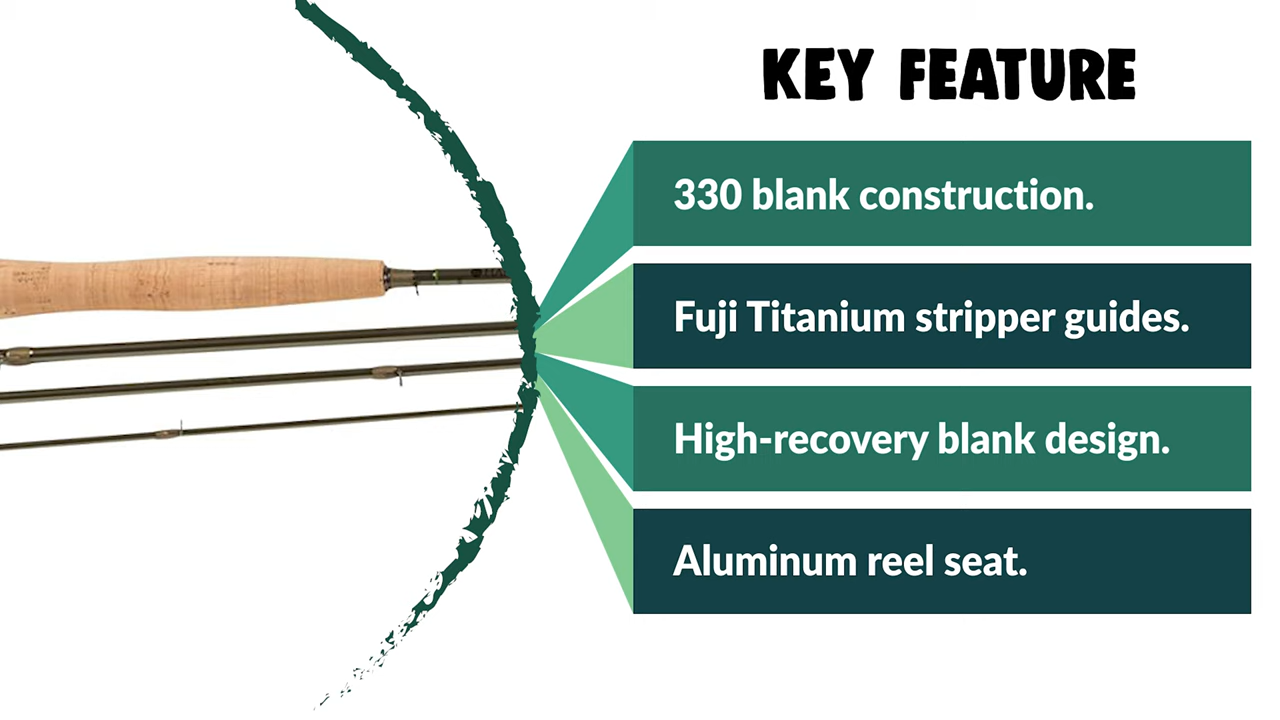 KEY FEATURE
330 blank construction.
Fuji Titanium stripper guides.
High-recovery blank design.
Aluminum reel seat.